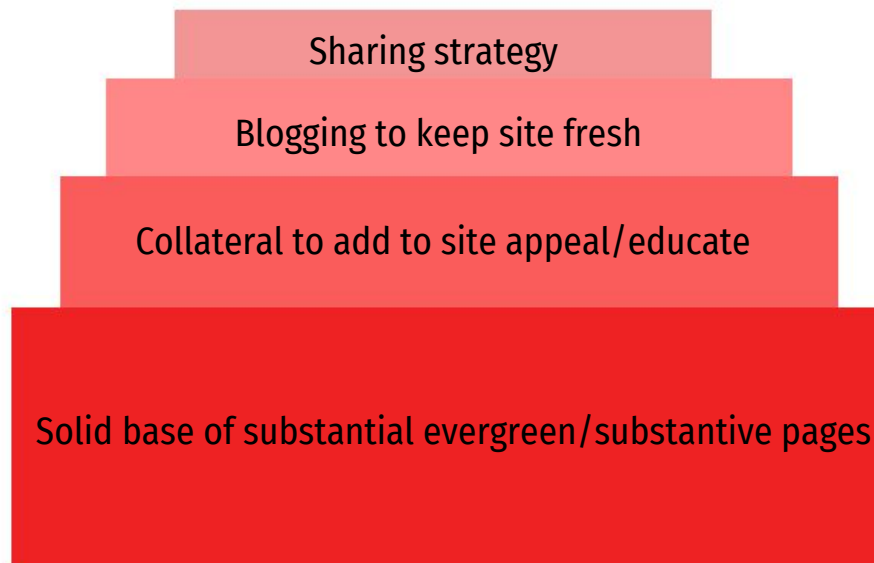 Sharing strategy
Blogging to keep site fresh
Collateral to add to site appeal/educate
Solid base of substantial evergreen/substantive pages